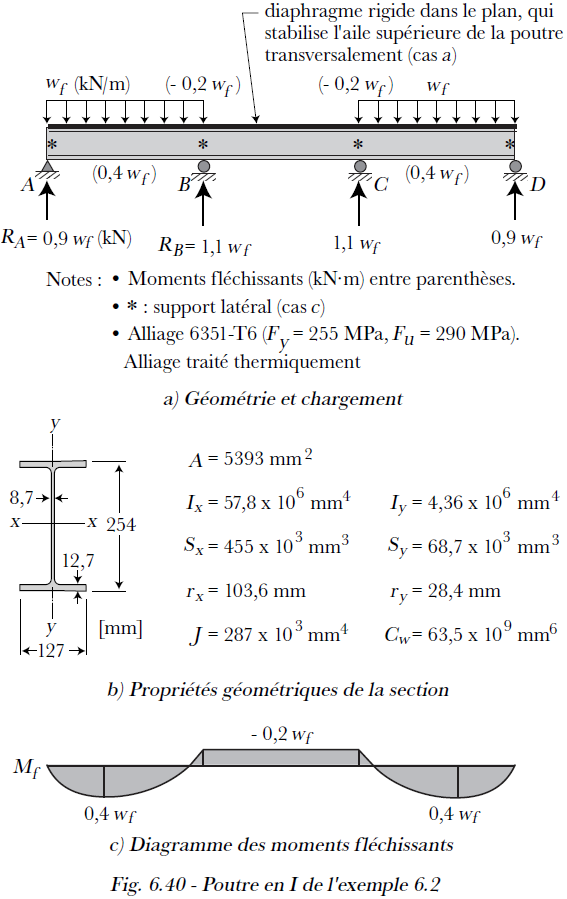 diaphragme rigide dans le plan, qui
stabilise l'aile supérieure de la poutre
transversalement (cas a)
w_f (kN/m) (- 0,2 w_f) (- 0,2 w_f) w_f
* * * *
A (0,4 w_f) B C (0,4 w_f) D
R_A= 0,9 w_f (kN) R_B= 1,1 w_f 1,1 w_f 0,9 w_f
Notes : • Moments fléchissants (kN·m) entre parenthèses.
• * : support latéral (cas c)
• Alliage 6351-T6 (F_y = 255 MPa, F_u = 290 MPa).
Alliage traité thermiquement
a) Géométrie et chargement
y
8,7
x x 254
12,7
y [mm]
127
A = 5393 mm²
I_x = 57,8 x 10⁶ mm⁴ I_y = 4,36 x 10⁶ mm⁴
S_x = 455 x 10³ mm³ S_y = 68,7 x 10³ mm³
r_x = 103,6 mm r_y = 28,4 mm
J = 287 x 10³ mm⁴ C_w = 63,5 x 10⁹ mm⁶
b) Propriétés géométriques de la section
- 0,2 w_f
M_f
0,4 w_f 0,4 w_f
c) Diagramme des moments fléchissants
Fig. 6.40 - Poutre en I de l'exemple 6.2